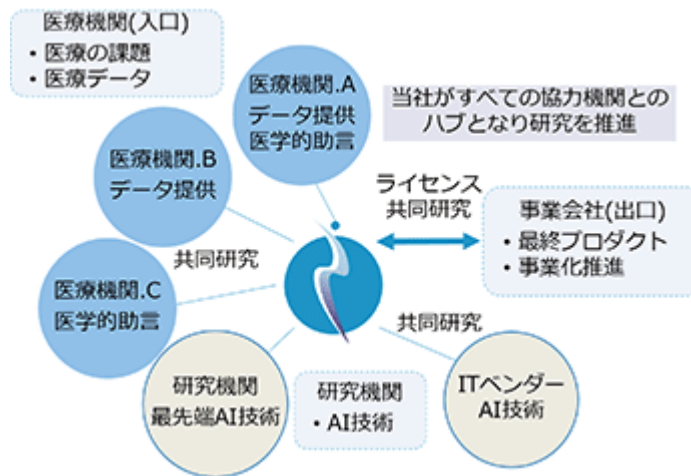 医療機関(入口)
・医療の課題
・医療データ
医療機関.A
データ提供
医学的助言
当社がすべての協力機関との
ハブとなり研究を推進
医療機関.B
データ提供
ライセンス
共同研究
事業会社(出口)
・最終プロダクト
・事業化推進
共同研究
医療機関.C
医学的助言
共同研究
研究機関
最先端AI技術
研究機関
・AI技術
ITベンダー
AI技術